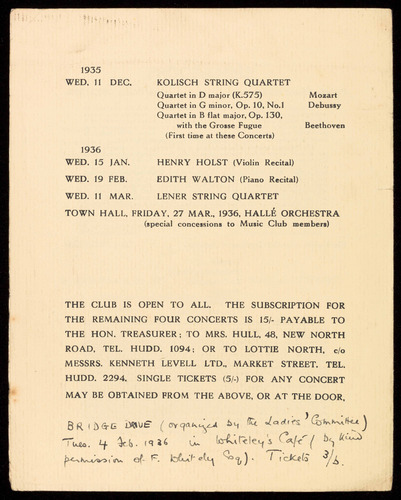 1935
WED. 11 DEC. KOLISCH STRING QUARTET
Quartet in D major (K.575) Mozart
Quartet in G minor, Op. 10, No.1 Debussy
Quartet in B flat major, Op. 130,
with the Grosse Fugue Beethoven
(First time at these Concerts)
1936
WED. 15 JAN. HENRY HOLST (Violin Recital)
WED. 19 FEB. EDITH WALTON (Piano Recital)
WED. 11 MAR. LENER STRING QUARTET
TOWN HALL, FRIDAY, 27 MAR., 1936, HALLÉ ORCHESTRA
(special concessions to Music Club members)
THE CLUB IS OPEN TO ALL. THE SUBSCRIPTION FOR
THE REMAINING FOUR CONCERTS IS 15/- PAYABLE TO
THE HON. TREASURER; TO MRS. HULL, 48, NEW NORTH
ROAD, TEL. HUDD. 1094; OR TO LOTTIE NORTH, c/o
MESSRS. KENNETH LEVELL LTD., MARKET STREET. TEL.
HUDD. 2294. SINGLE TICKETS (5/-) FOR ANY CONCERT
MAY BE OBTAINED FROM THE ABOVE, OR AT THE DOOR.
BRIDGE DRIVE (organized by the Ladies' Committee)
Tues. 4 Feb. 1936 in Whiteley's Café (by kind
permission of F. Whiteley Esq.). Tickets